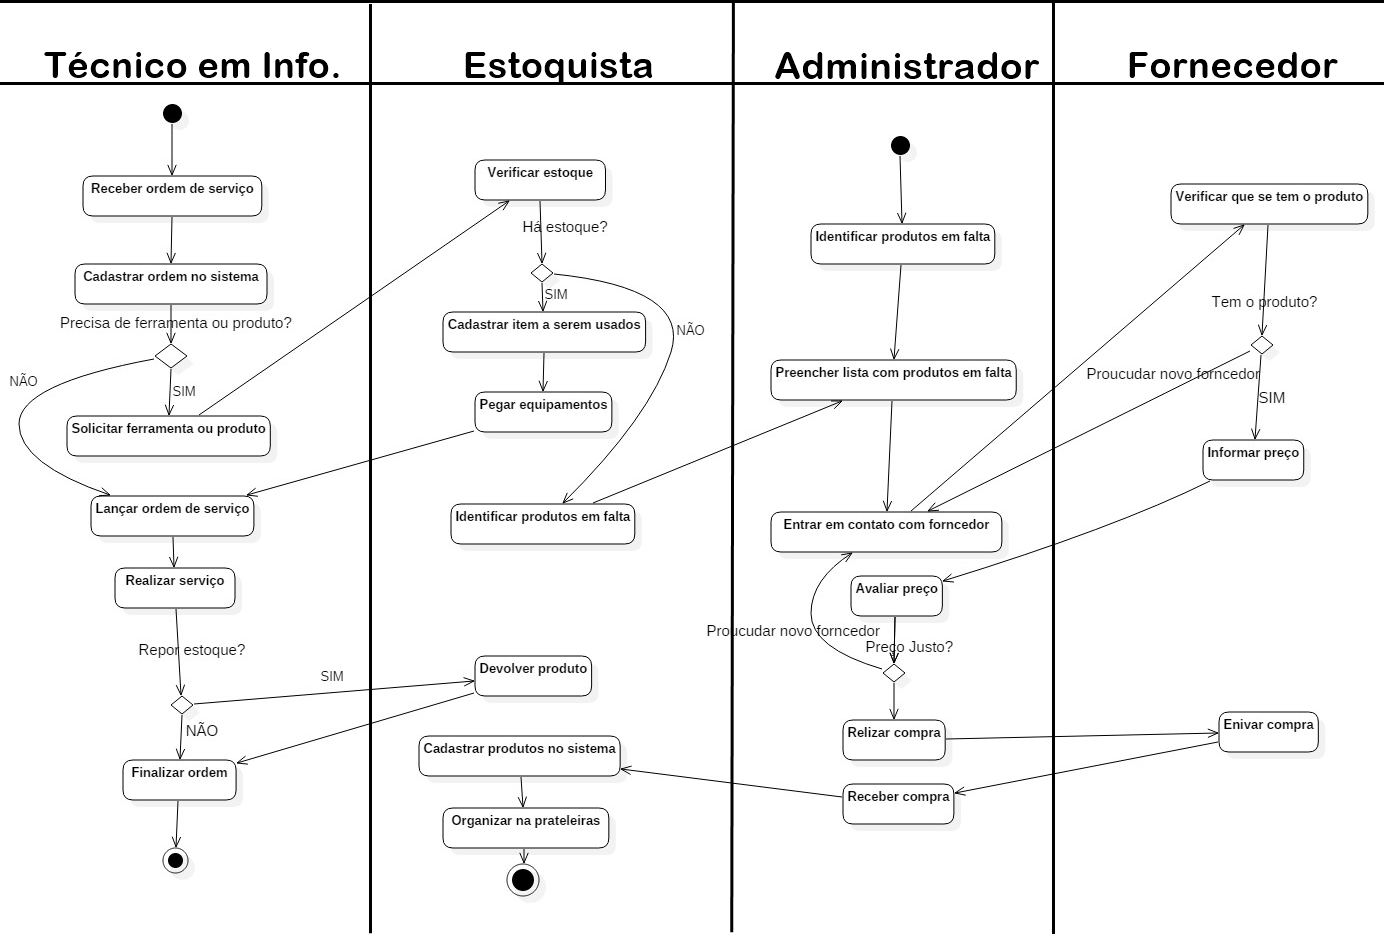 Técnico em Info.
Estoquista
Administrador
Fornecedor
Receber ordem de serviço
Cadastrar ordem no sistema
Precisa de ferramenta ou produto?
NÃO
SIM
Solicitar ferramenta ou produto
Lançar ordem de serviço
Realizar serviço
Repor estoque?
SIM
NÃO
Finalizar ordem
Verificar estoque
Há estoque?
SIM
NÃO
Cadastrar item a serem usados
Pegar equipamentos
Identificar produtos em falta
Devolver produto
Cadastrar produtos no sistema
Organizar na prateleiras
Identificar produtos em falta
Preencher lista com produtos em falta
Entrar em contato com forncedor
Avaliar preço
Proucudar novo forncedor
Preço Justo?
Relizar compra
Receber compra
Verificar que se tem o produto
Tem o produto?
Proucudar novo forncedor
SIM
Informar preço
Enivar compra